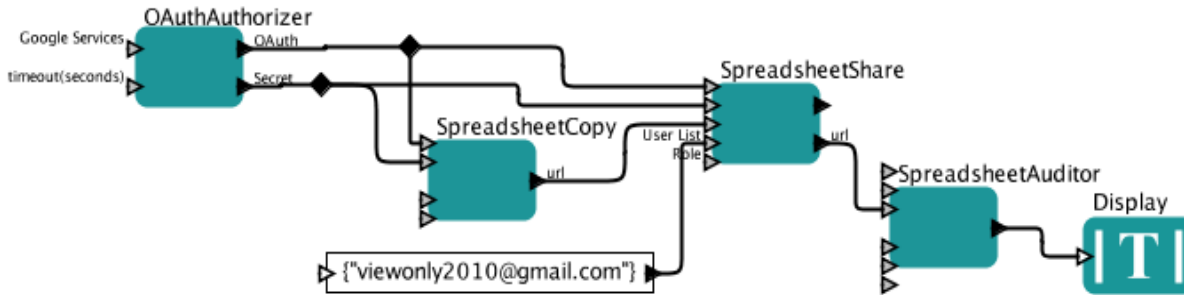 OAuthAuthorizer
Google Services
OAuth
timeout(seconds)
Secret
SpreadsheetShare
SpreadsheetCopy
User List
url
Role
url
SpreadsheetAuditor
Display
{"viewonly2010@gmail.com"}
T